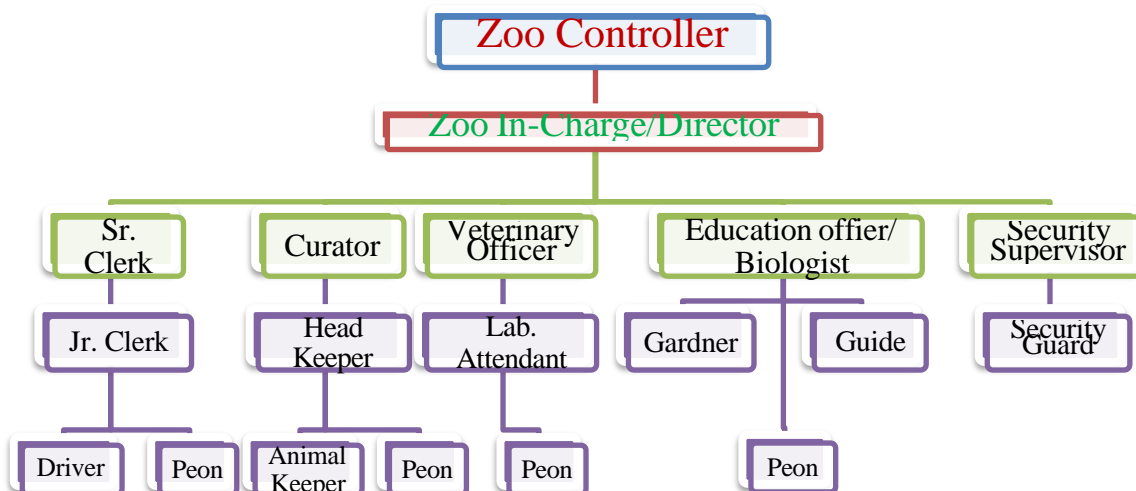 Zoo Controller
Zoo In-Charge/Director
Sr.
Clerk
Curator
Veterinary
Officer
Education offier/
Biologist
Security
Supervisor
Jr. Clerk
Head
Keeper
Lab.
Attendant
Gardner
Guide
Security
Guard
Driver
Peon
Animal
Keeper
Peon
Peon
Peon